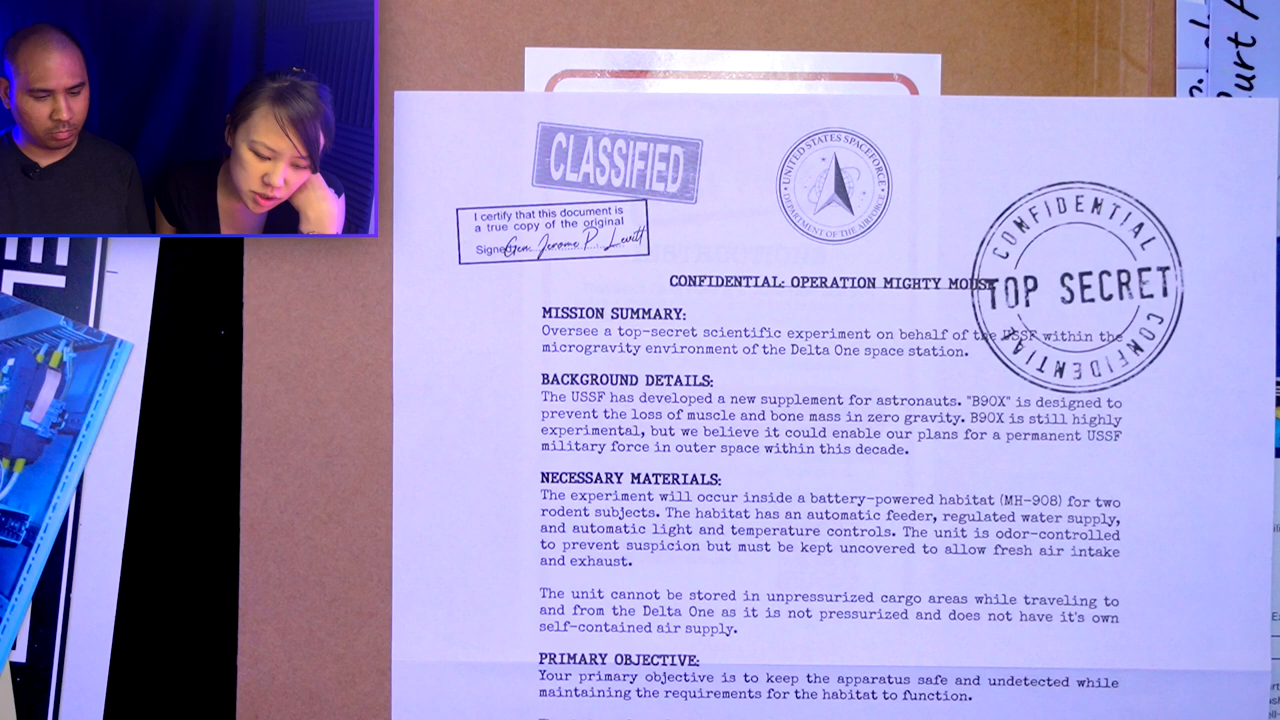 CLASSIFIED
I certify that this document is
a true copy of the original
Signed Gen. Jerome P. Lewitt
UNITED STATES SPACEFORCE
DEPARTMENT OF THE AIRFORCE
CONFIDENTIAL
TOP SECRET
CONFIDENTIAL
CONFIDENTIAL: OPERATION MIGHTY MOUSE
MISSION SUMMARY:
Oversee a top-secret scientific experiment on behalf of the USSF within the
microgravity environment of the Delta One space station.
BACKGROUND DETAILS:
The USSF has developed a new supplement for astronauts. "B90X" is designed to
prevent the loss of muscle and bone mass in zero gravity. B90X is still highly
experimental, but we believe it could enable our plans for a permanent USSF
military force in outer space within this decade.
NECESSARY MATERIALS:
The experiment will occur inside a battery-powered habitat (MH-908) for two
rodent subjects. The habitat has an automatic feeder, regulated water supply,
and automatic light and temperature controls. The unit is odor-controlled
to prevent suspicion but must be kept uncovered to allow fresh air intake
and exhaust.
The unit cannot be stored in unpressurized cargo areas while traveling to
and from the Delta One as it is not pressurized and does not have it's own
self-contained air supply.
PRIMARY OBJECTIVE:
Your primary objective is to keep the apparatus safe and undetected while
maintaining the requirements for the habitat to function.